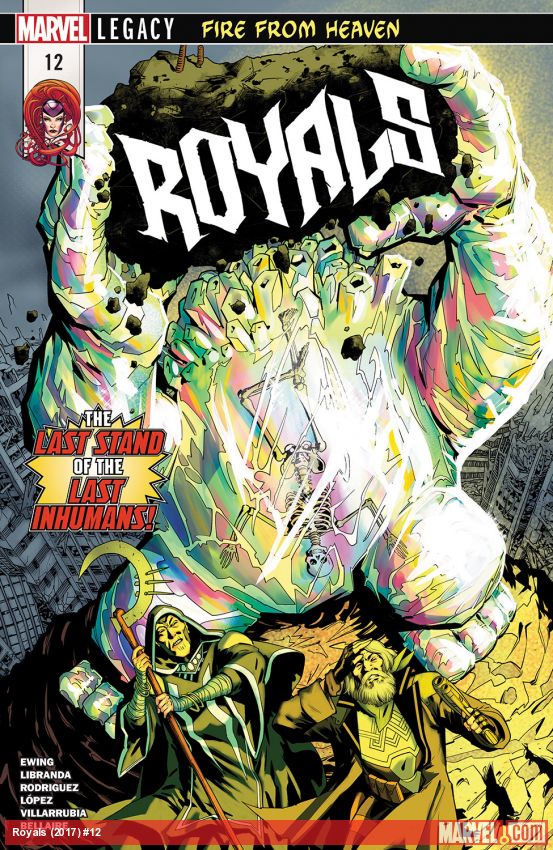 MARVEL LEGACY FIRE FROM HEAVEN
12
ROYALS
THE
LAST STAND
OF THE
LAST
INHUMANS!
EWING
LIBRANDA
RODRIGUEZ
LÓPEZ
VILLARRUBIA
BELLAIRE
Royals (2017) #12
MARVEL.COM